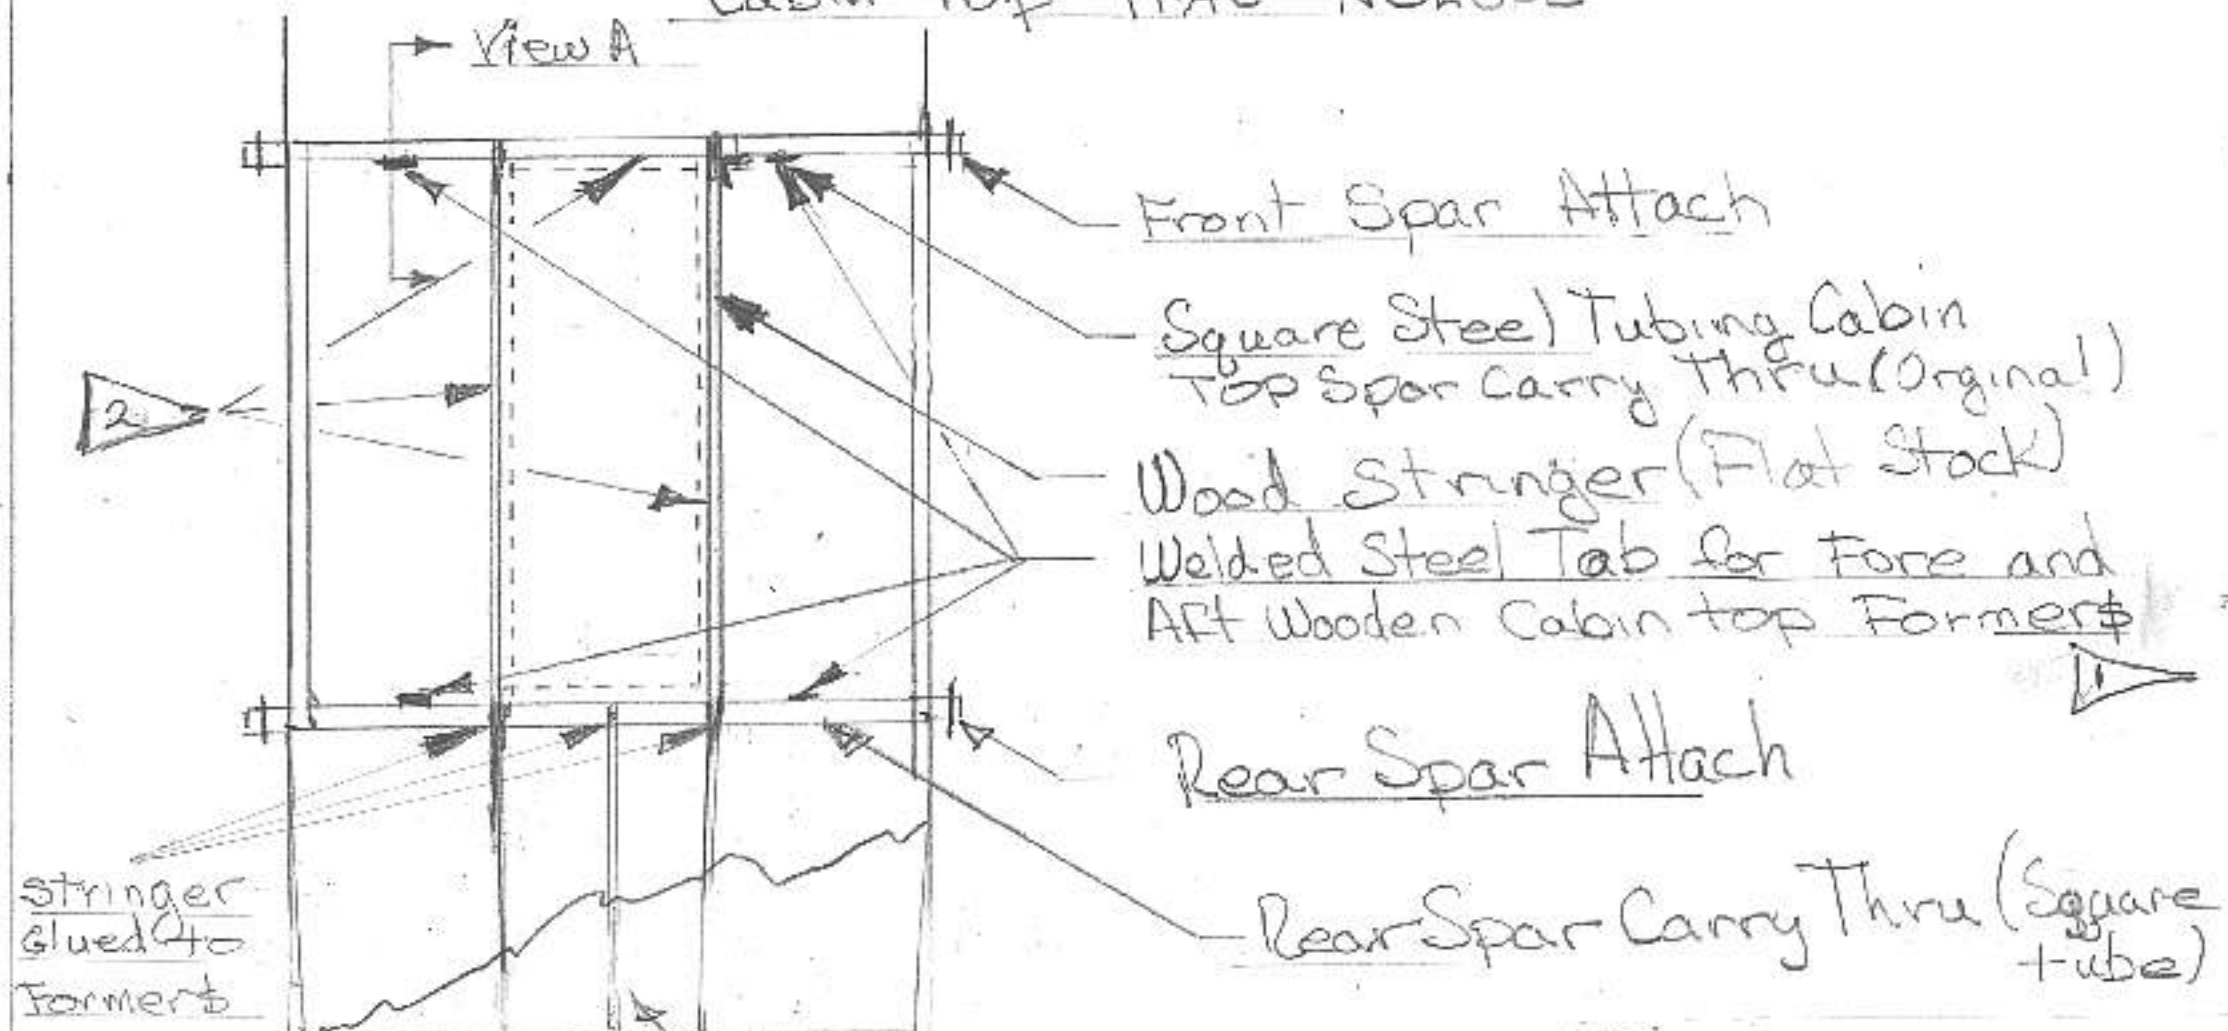 Cabin Top
View A
Front Spar Attach
Square Steel Tubing Cabin
Top Spar Carry Thru (Orginal)
2
Wood Stringer (Flat Stock)
Welded Steel Tab for Fore and
Aft Wooden Cabin top Formers
1
Rear Spar Attach
Stringer
Glued to
Formers
Rear Spar Carry Thru (Square
tube)